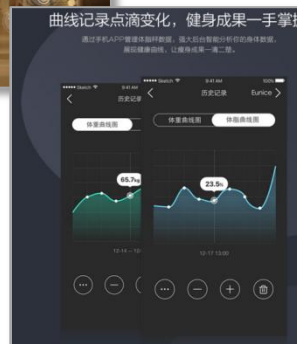 曲线记录点滴变化，健身成果一手掌
通过手机APP管理体脂秤数据，强大后台智能分析你的身体数据，
展现健康曲线，让瘦身成果一清二楚。
Sketch 9:41 AM
历史记录
体重曲线图
65.7kg
Sketch 9:41 AM 100%
历史记录
Eunice
体重曲线图 体脂曲线图
23.5%
12-17 13:00